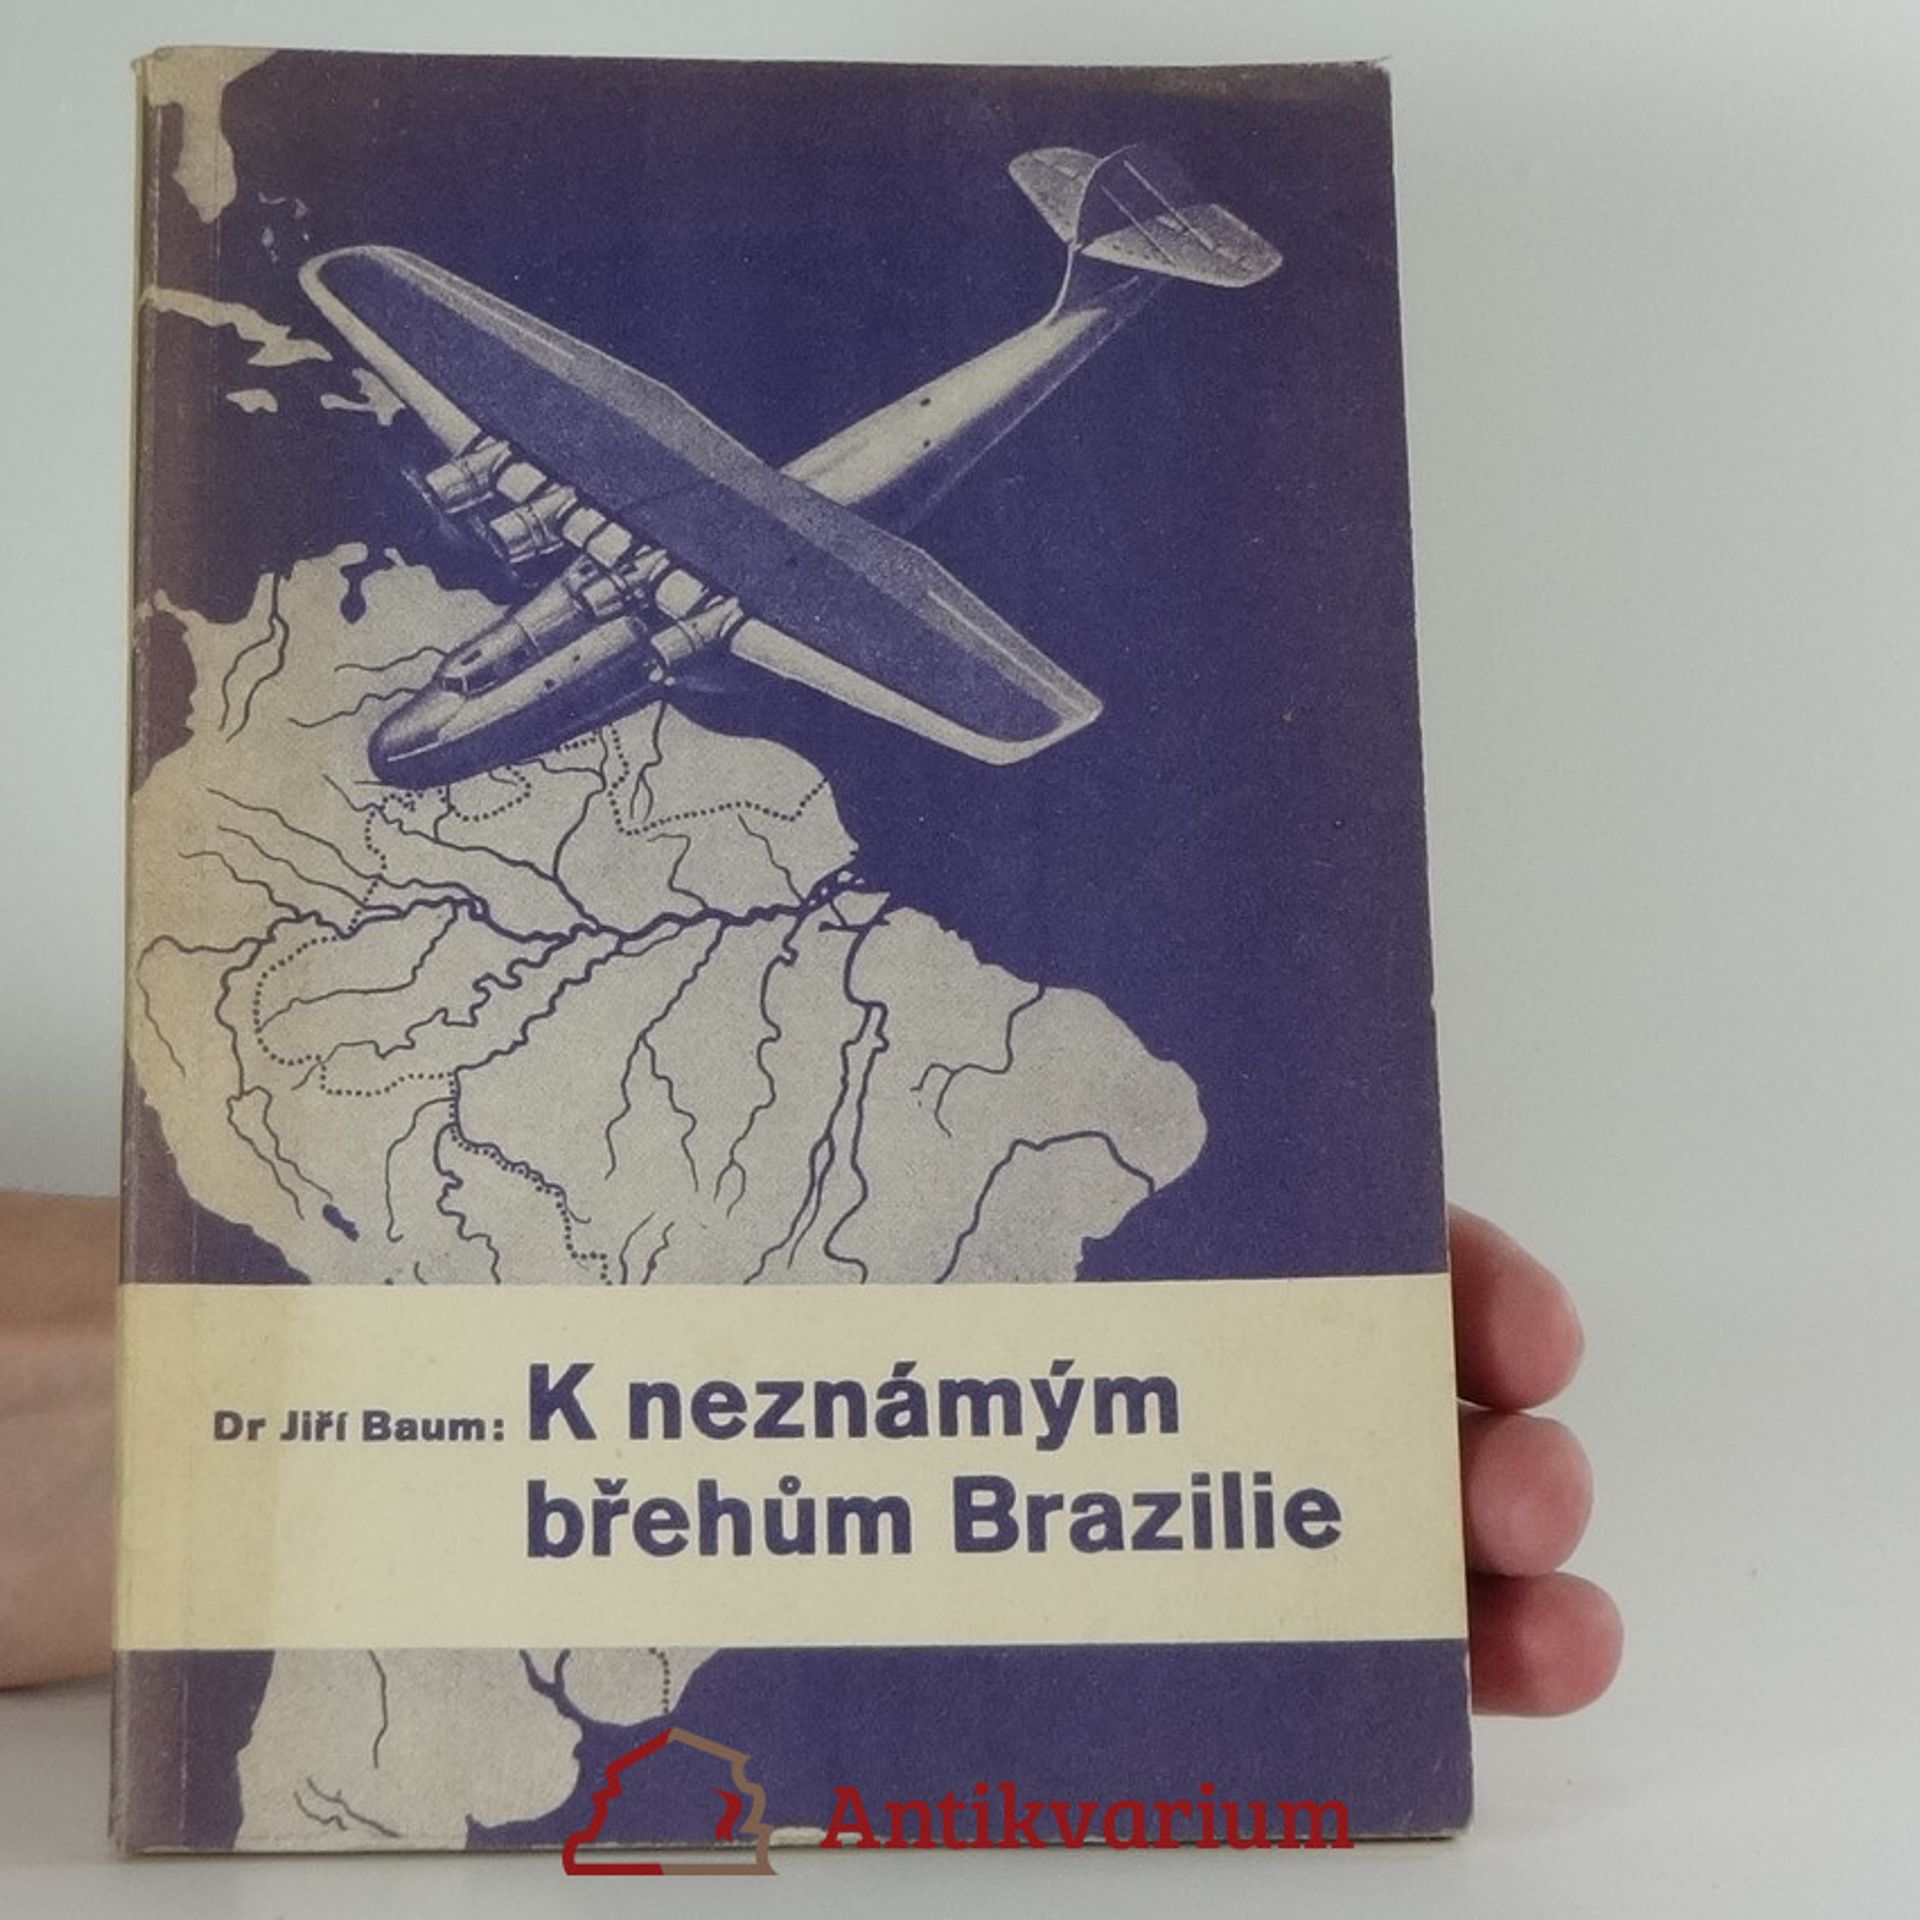 Dr Jiří Baum: K neznámým
břehům Brazilie
Antikvarium